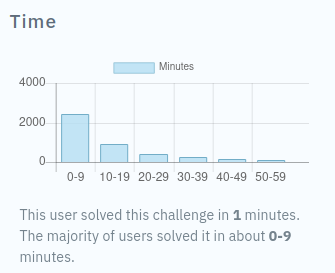 Time
Minutes
4000
2000
0
0-9 10-19 20-29 30-39 40-49 50-59
This user solved this challenge in 1 minutes.
The majority of users solved it in about 0-9
minutes.